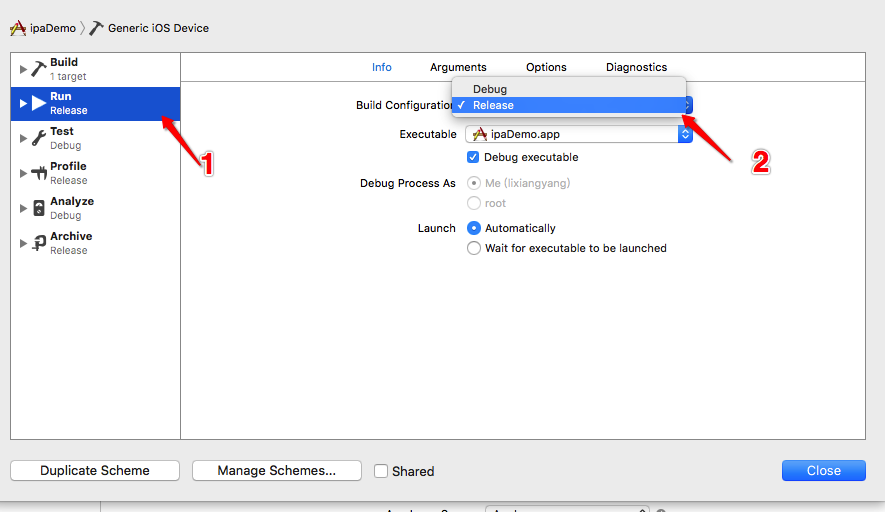 ipaDemo Generic iOS Device
Build
1 target
Run
Release
Test
Debug
Profile
Release
Analyze
Debug
Archive
Release
Info Arguments Options Diagnostics
Build Configuration
Debug
✓ Release
Executable ipaDemo.app
Debug executable
Debug Process As Me (lixiangyang)
root
Launch Automatically
Wait for executable to be launched
1
2
Duplicate Scheme Manage Schemes... Shared Close